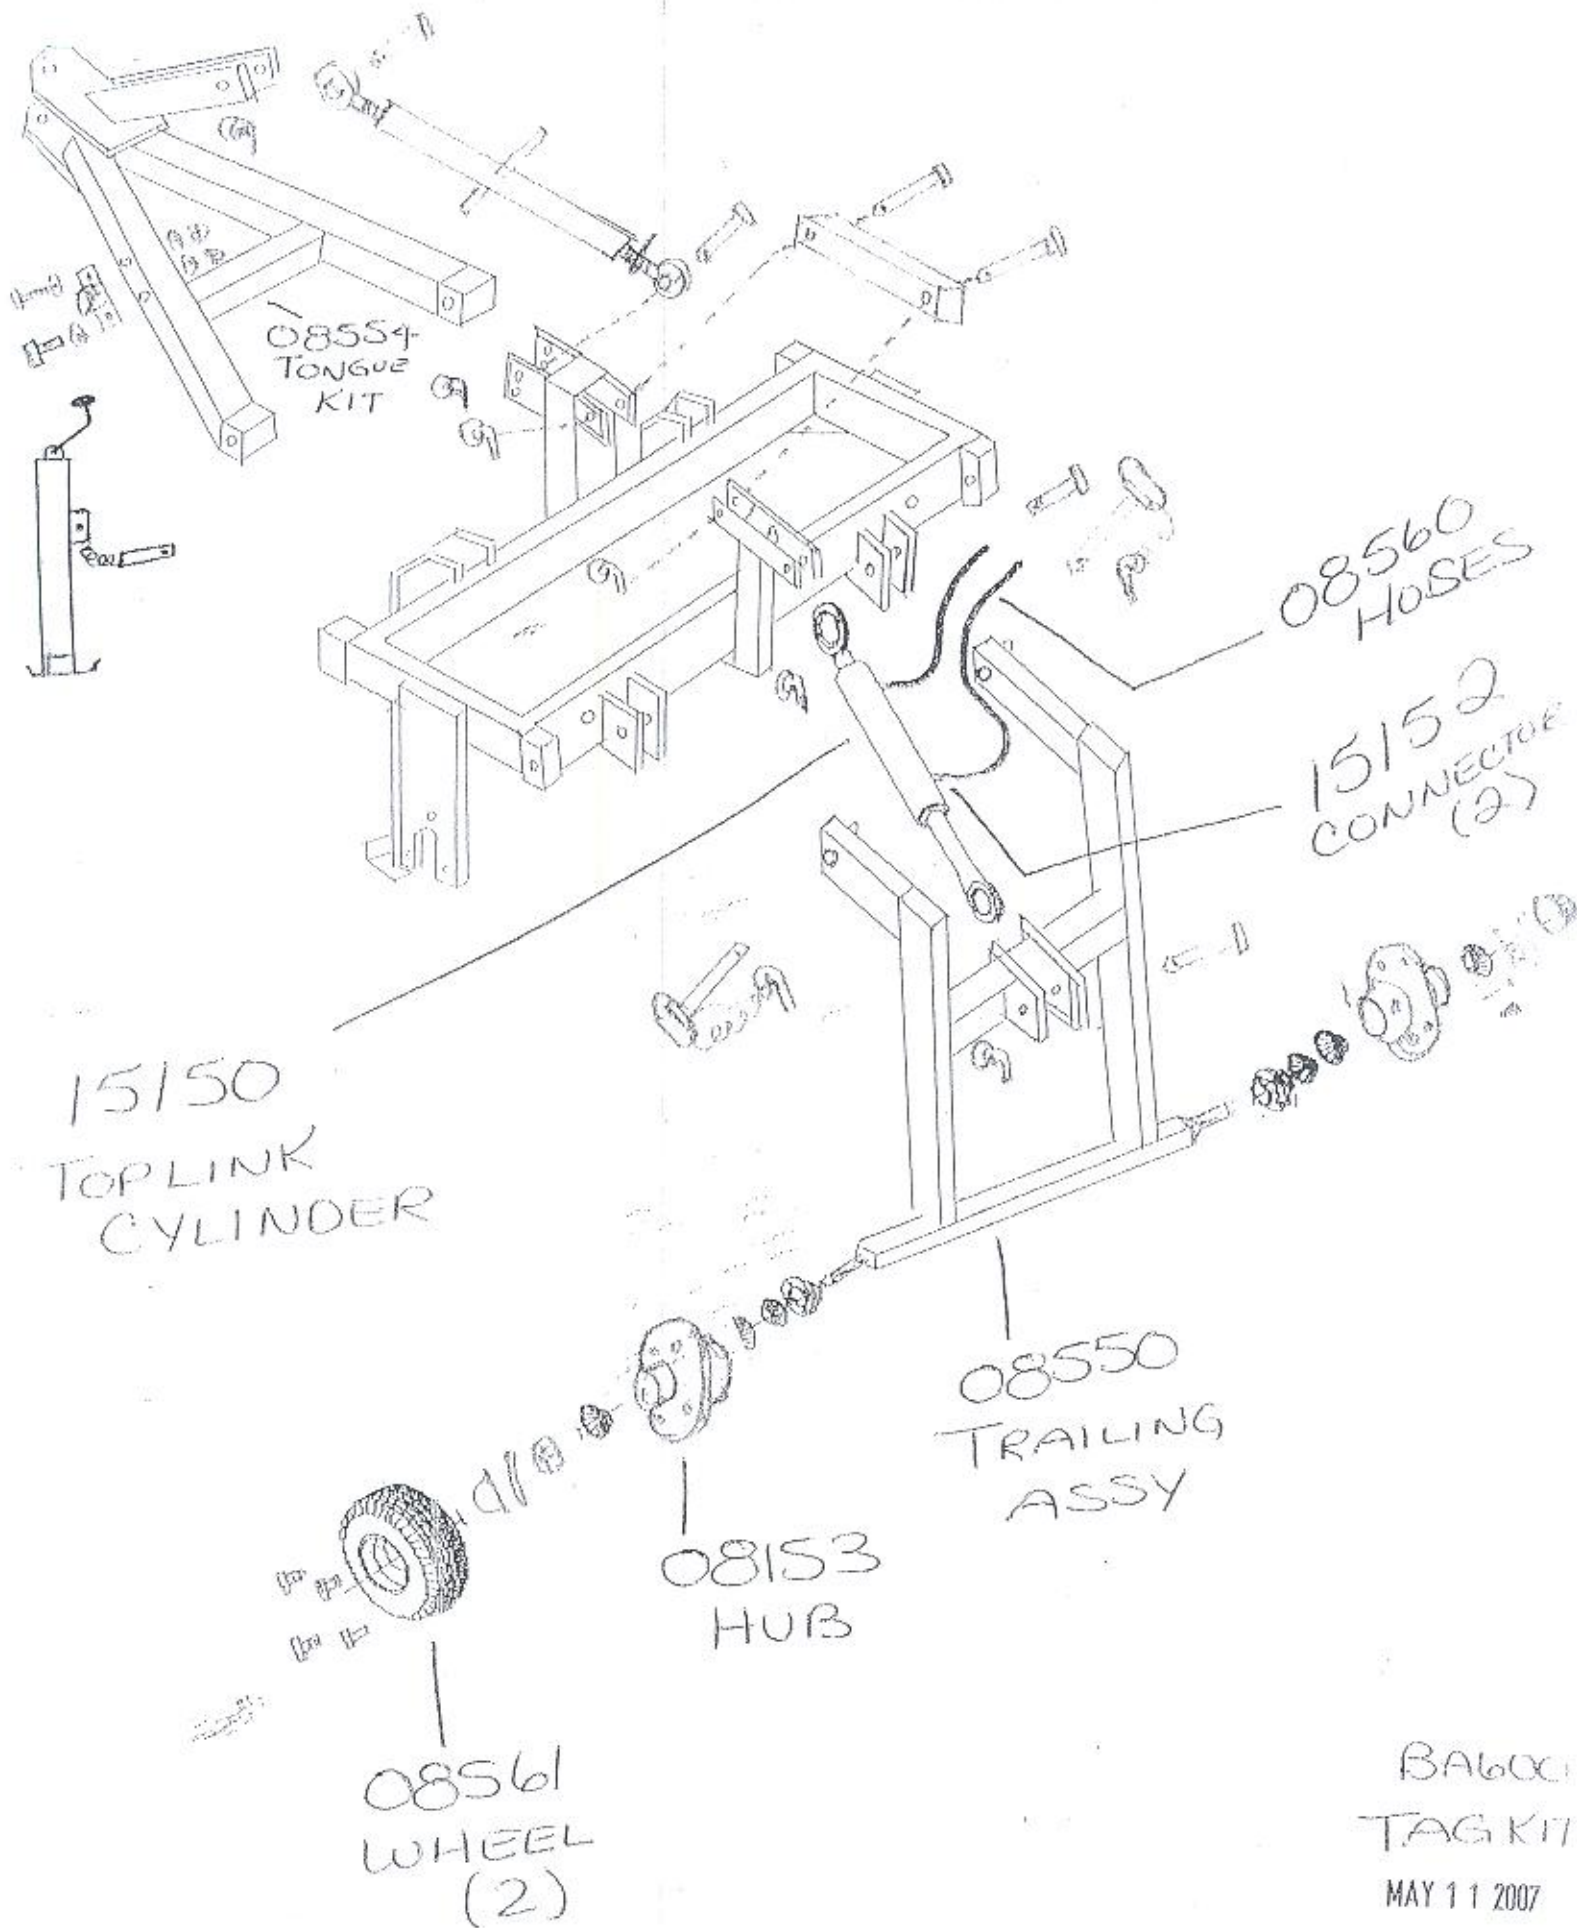 08554
TONGUE
KIT
08560
HOSES
15152
CONNECTOR
(2)
15150
TOPLINK
CYLINDER
08550
TRAILING
ASSY
08153
HUB
08561
WHEEL
(2)
TAG KIT
MAY 11 2007